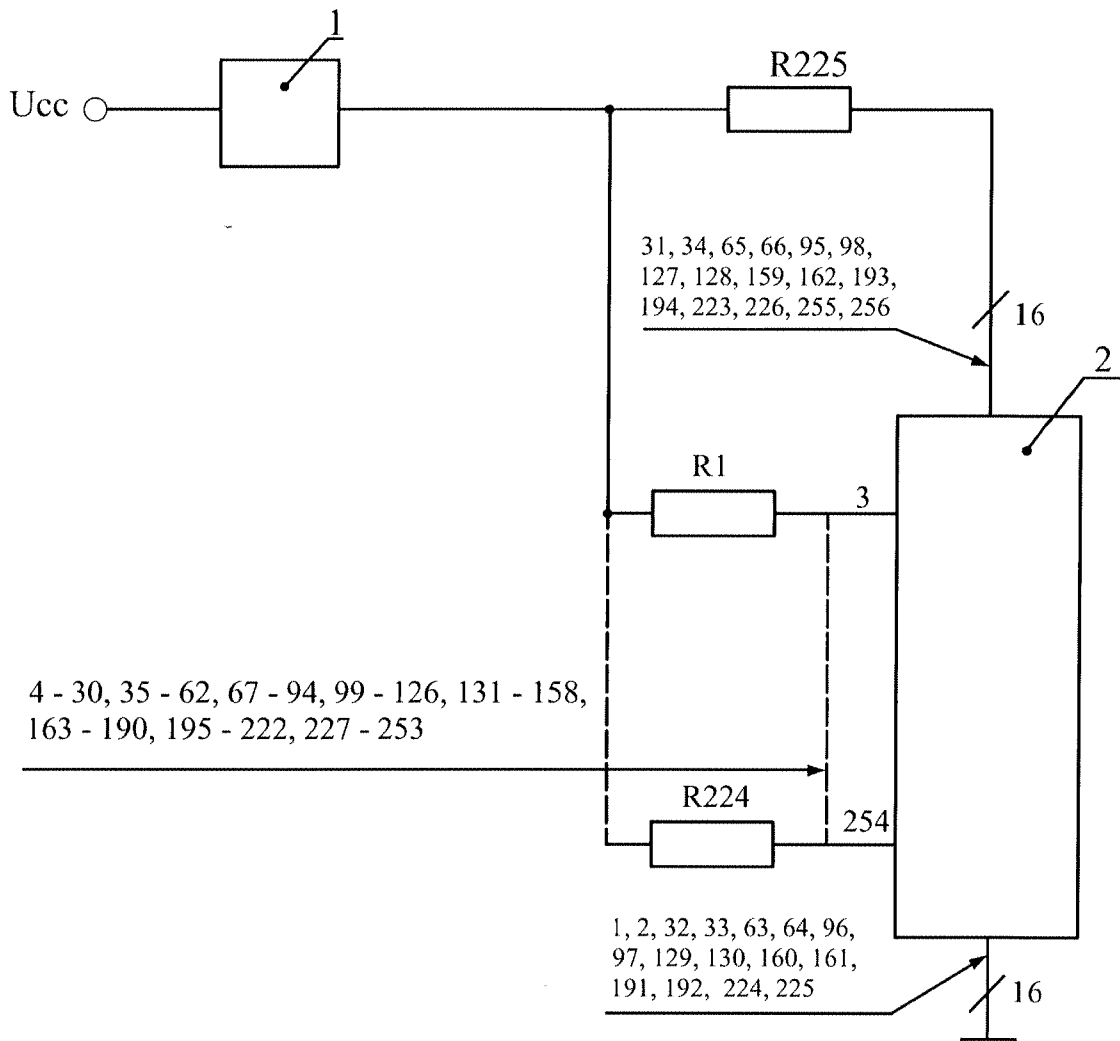 1
Ucc
R225
31, 34, 65, 66, 95, 98,
127, 128, 159, 162, 193,
194, 223, 226, 255, 256
16
2
R1
3
4 - 30, 35 - 62, 67 - 94, 99 - 126, 131 - 158,
163 - 190, 195 - 222, 227 - 253
R224
254
1, 2, 32, 33, 63, 64, 96,
97, 129, 130, 160, 161,
191, 192, 224, 225
16